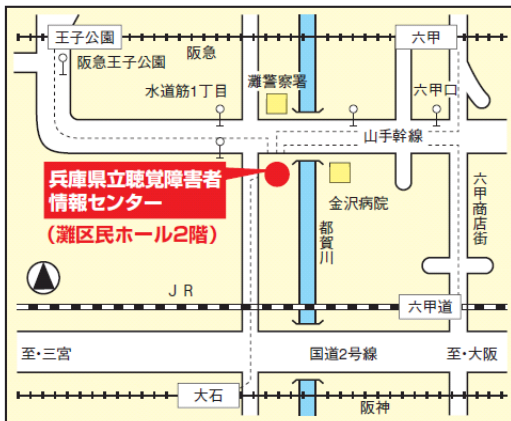 王子公園
阪急
六甲
阪急王子公園
灘警察署
水道筋1丁目
六甲口
山手幹線
兵庫県立聴覚障害者
情報センター
（灘区民ホール2階）
金沢病院
六甲商店街
都賀川
JR
六甲道
至・三宮
国道2号線
至・大阪
大石
阪神